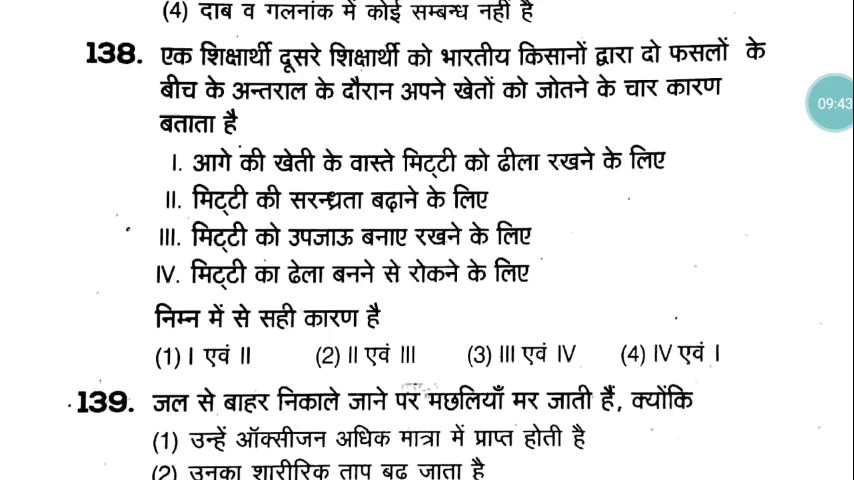 (4) दाब व गलनांक में कोई सम्बन्ध नहीं है
138. एक शिक्षार्थी दूसरे शिक्षार्थी को भारतीय किसानों द्वारा दो फसलों के
बीच के अन्तराल के दौरान अपने खेतों को जोतने के चार कारण
बताता है
09:43
I. आगे की खेती के वास्ते मिट्टी को ढीला रखने के लिए
II. मिट्टी की सरन्ध्रता बढ़ाने के लिए
III. मिट्टी को उपजाऊ बनाए रखने के लिए
IV. मिट्टी का ढेला बनने से रोकने के लिए
निम्न में से सही कारण है
(1) I एवं II (2) II एवं III (3) III एवं IV (4) IV एवं I
139. जल से बाहर निकाले जाने पर मछलियाँ मर जाती हैं, क्योंकि
(1) उन्हें ऑक्सीजन अधिक मात्रा में प्राप्त होती है
(2) उनका शारीरिक ताप बढ़ जाता है